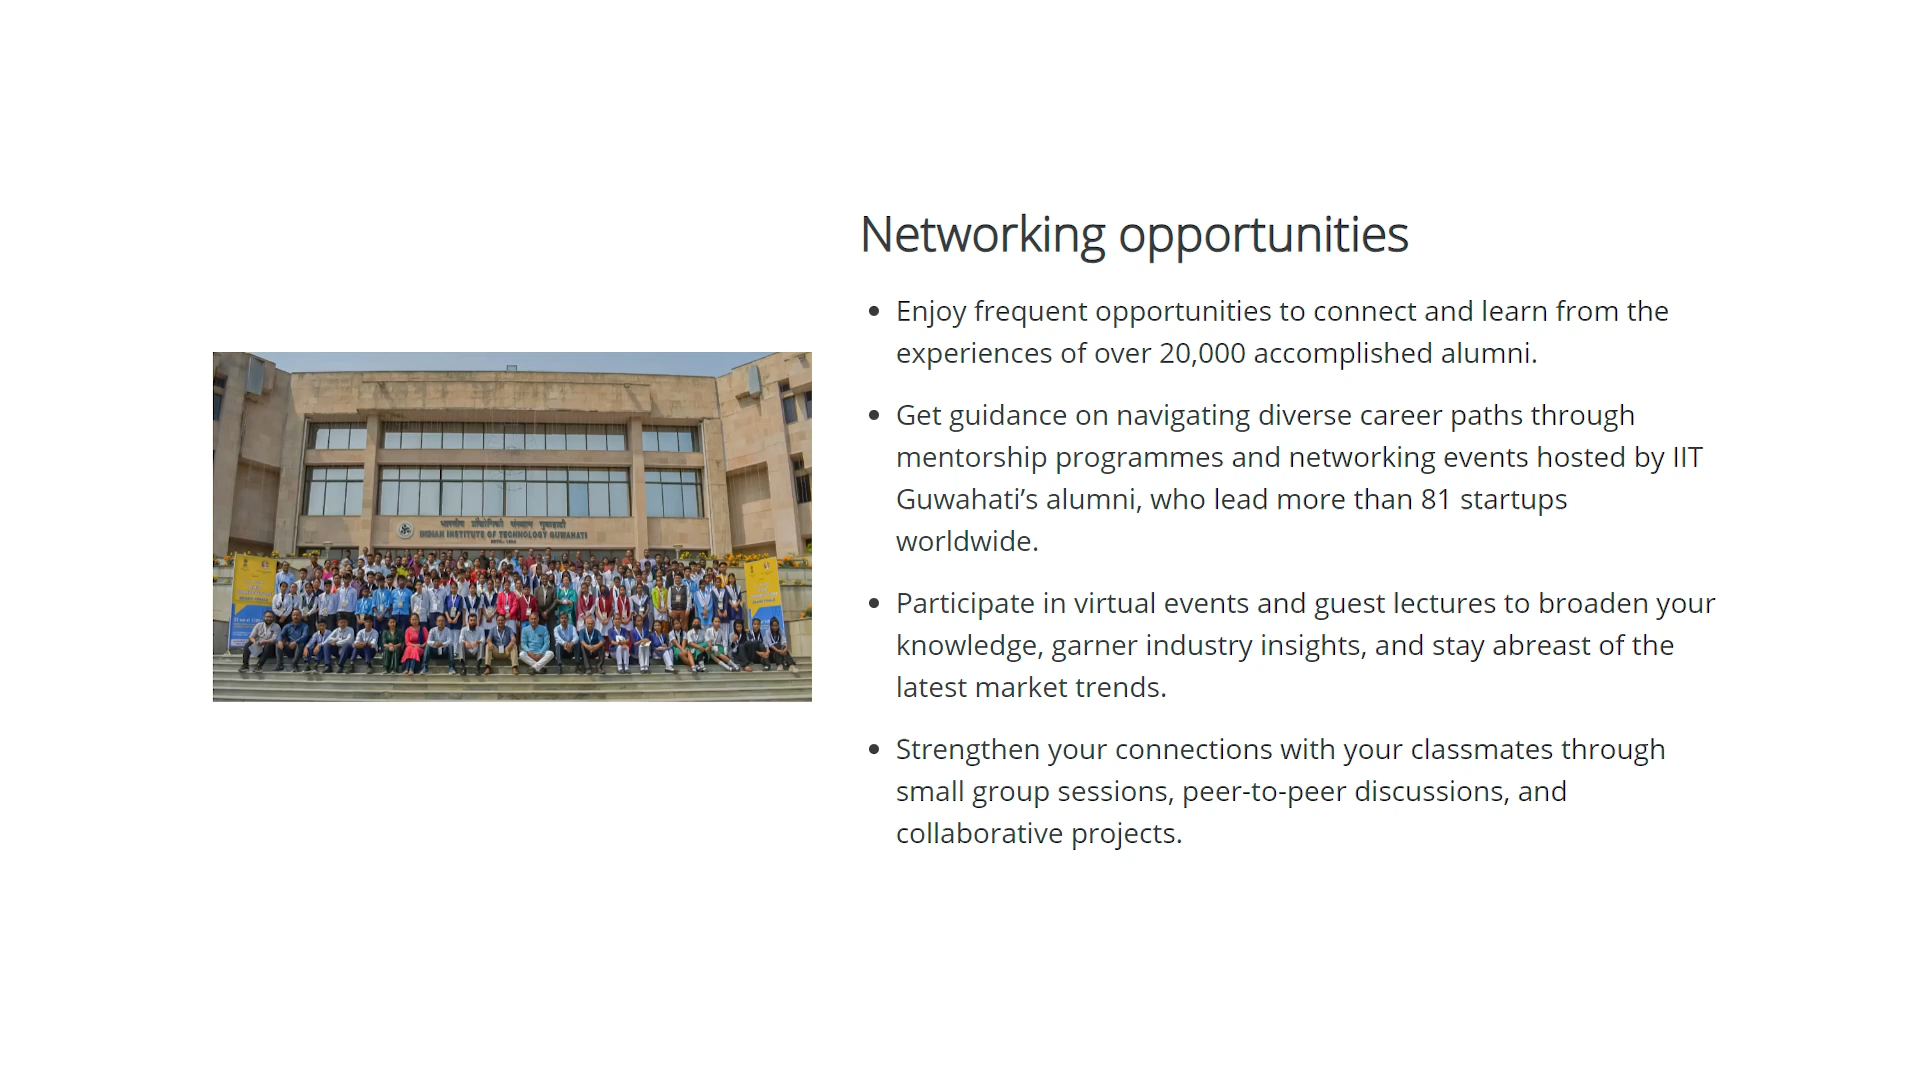 Networking opportunities
Enjoy frequent opportunities to connect and learn from the
experiences of over 20,000 accomplished alumni.
Get guidance on navigating diverse career paths through
mentorship programmes and networking events hosted by IIT
Guwahati’s alumni, who lead more than 81 startups
worldwide.
Participate in virtual events and guest lectures to broaden your
knowledge, garner industry insights, and stay abreast of the
latest market trends.
Strengthen your connections with your classmates through
small group sessions, peer-to-peer discussions, and
collaborative projects.
भारतीय प्रौद्योगिकी संस्थान गुवाहाटी
INDIAN INSTITUTE OF TECHNOLOGY GUWAHATI